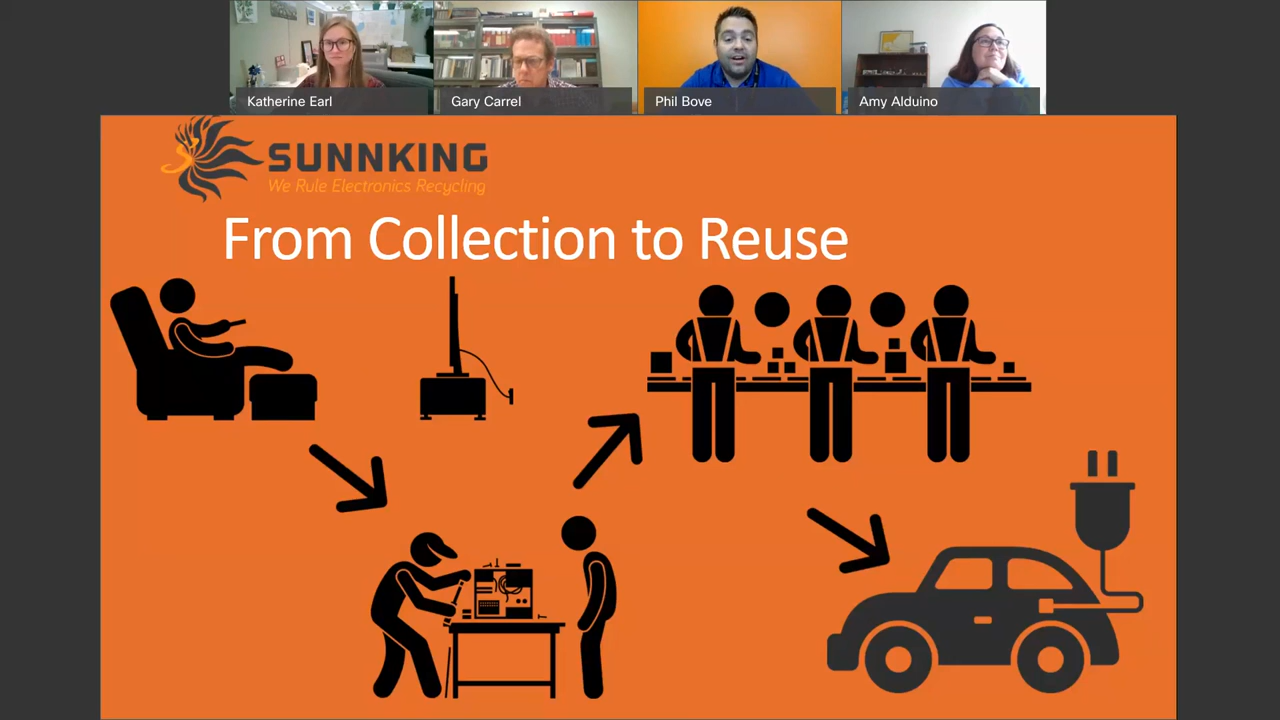 Katherine Earl
Gary Carrel
Phil Bove
Amy Alduino
SUNNKING
We Rule Electronics Recycling
From Collection to Reuse